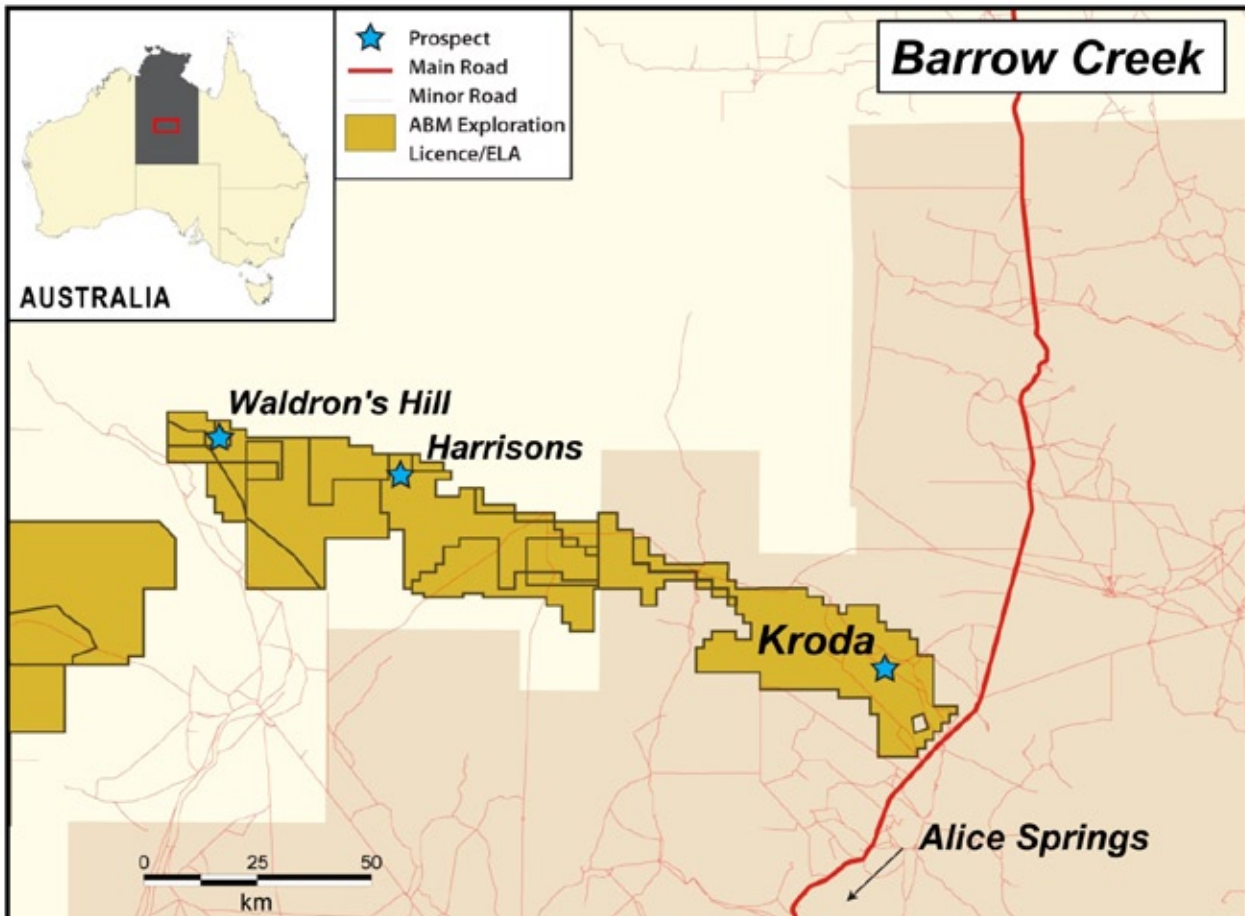 Prospect
Main Road
Minor Road
ABM Exploration
Licence/ELA
Barrow Creek
AUSTRALIA
Waldron's Hill
Harrisons
Kroda
Alice Springs
0 25 50
km